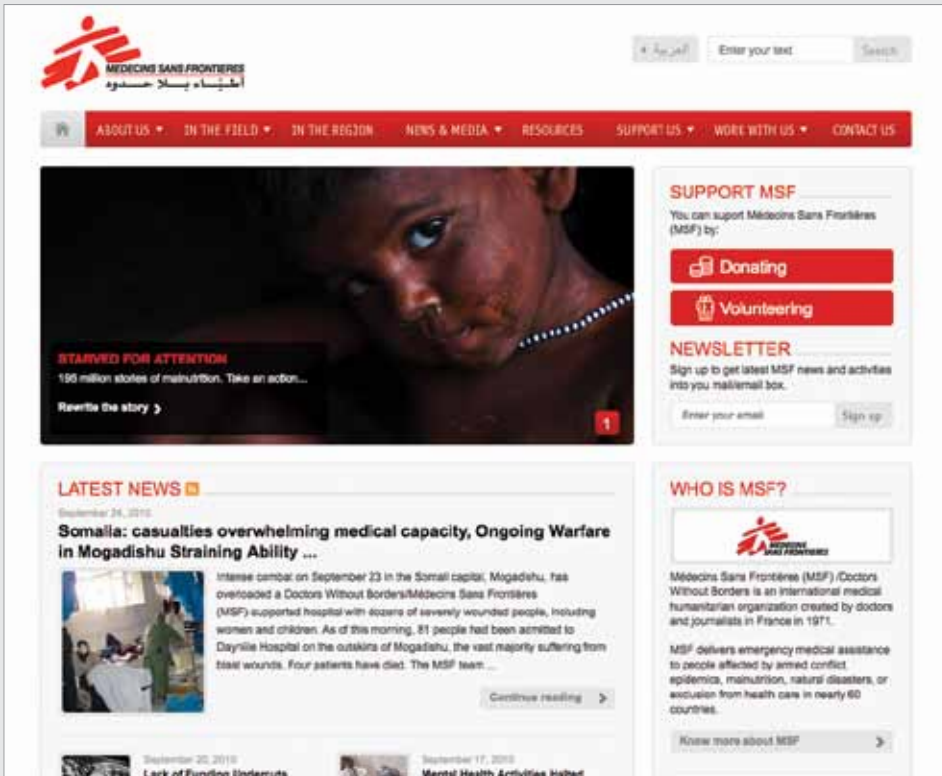 MEDECINS SANS FRONTIERES
أطبّاء بلا حدود
العربية
Enter your text
Search
ABOUT US
IN THE FIELD
IN THE REGION
NEWS & MEDIA
RESOURCES
SUPPORT US
WORK WITH US
CONTACT US
STARVED FOR ATTENTION
195 million stories of malnutrition. Take an action...
Rewrite the story
1
SUPPORT MSF
You can suport Médecins Sans Frontières
(MSF) by:
Donating
Volunteering
NEWSLETTER
Sign up to get latest MSF news and activities
into you mail/email box.
Enter your email
Sign up
LATEST NEWS
September 24, 2010
Somalia: casualties overwhelming medical capacity, Ongoing Warfare
in Mogadishu Straining Ability ...
Intense combat on September 23 in the Somali capital, Mogadishu, has
overloaded a Doctors Without Borders/Médecins Sans Frontières
(MSF)-supported hospital with dozens of severely wounded people, including
women and children. As of this morning, 81 people had been admitted to
Daynile Hospital on the outskirts of Mogadishu, the vast majority suffering from
blast wounds. Four patients have died. The MSF team ...
Continue reading
September 20, 2010
Lack of Funding Undercuts
September 17, 2010
Mental Health Activities Halted
WHO IS MSF?
MEDECINS
SANS FRONTIERES
Médecins Sans Frontières (MSF) /Doctors
Without Borders is an international medical
humanitarian organization created by doctors
and journalists in France in 1971.
MSF delivers emergency medical assistance
to people affected by armed conflict,
epidemics, malnutrition, natural disasters, or
exclusion from health care in nearly 60
countries.
Know more about MSF